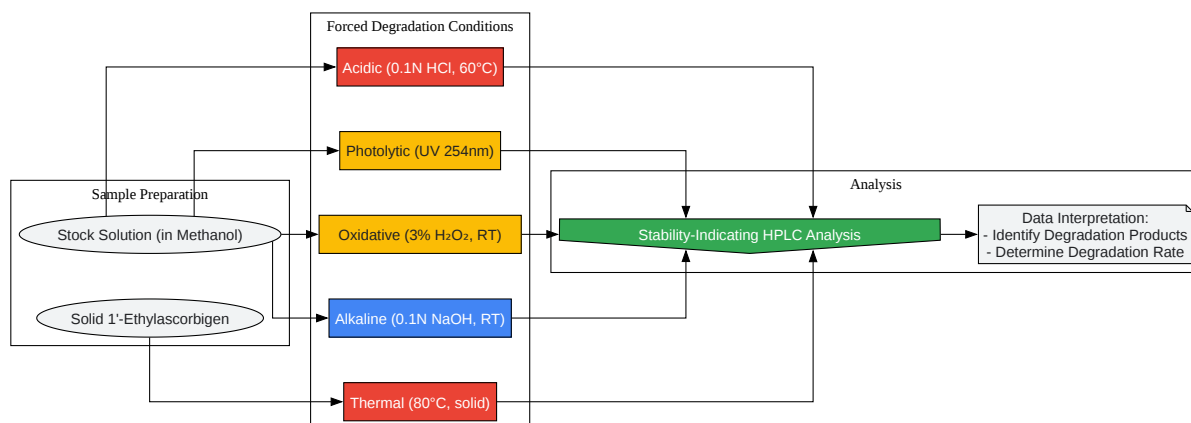 Forced Degradation Conditions
Acidic (0.1N HCl, 60°C)
Photolytic (UV 254nm)
Sample Preparation
Analysis
Stock Solution (in Methanol)
Oxidative (3% H₂O₂, RT)
Stability-Indicating HPLC Analysis
Data Interpretation:
- Identify Degradation Products
- Determine Degradation Rate
Solid 1'-Ethylascorbigen
Alkaline (0.1N NaOH, RT)
Thermal (80°C, solid)